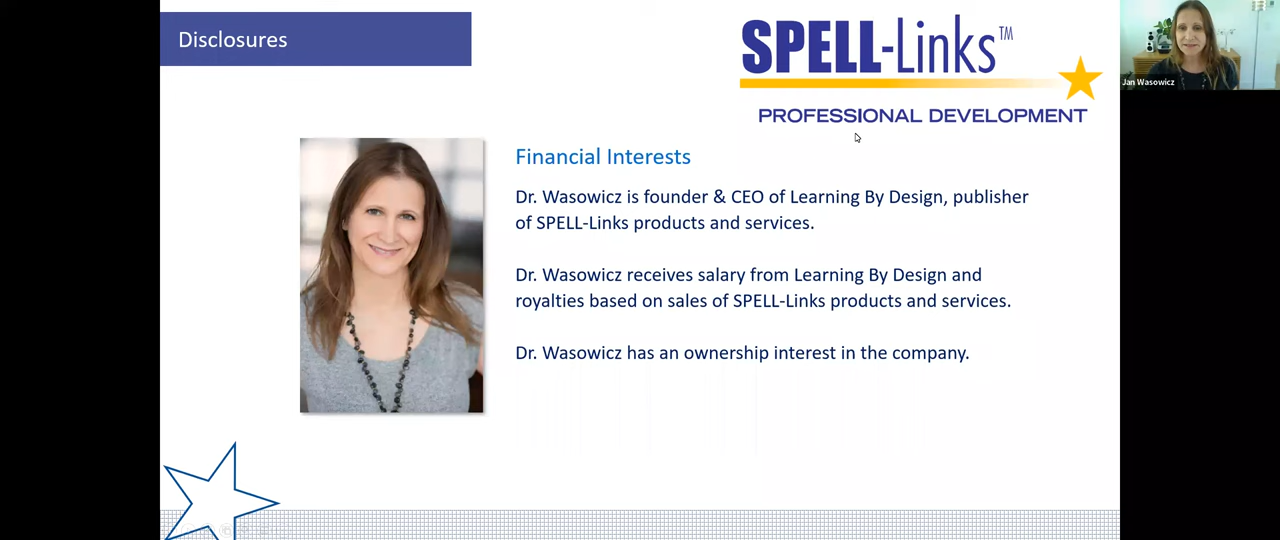 Disclosures
SPELL-Links™
PROFESSIONAL DEVELOPMENT
Jan Wasowicz
Financial Interests
Dr. Wasowicz is founder & CEO of Learning By Design, publisher
of SPELL-Links products and services.
Dr. Wasowicz receives salary from Learning By Design and
royalties based on sales of SPELL-Links products and services.
Dr. Wasowicz has an ownership interest in the company.